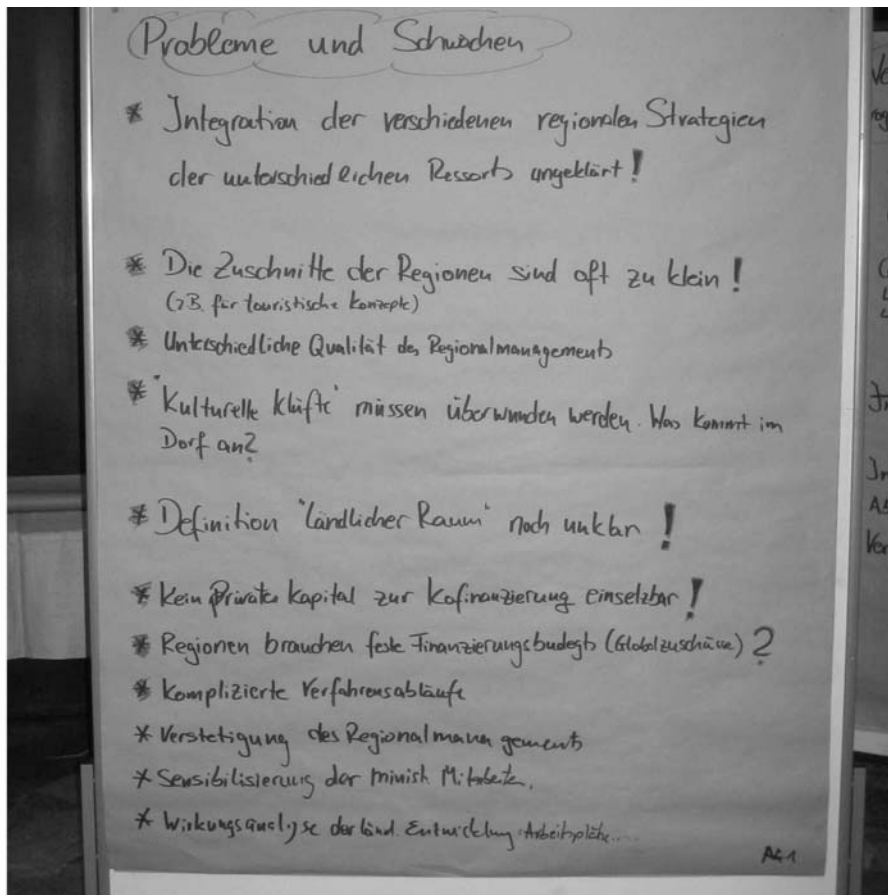 Probleme und Schwächen
* Integration der verschiedenen regionalen Strategien
der unterschiedlichen Ressorts ungeklärt!
* Die Zuschnitte der Regionen sind oft zu klein!
(zB. für touristische Konzepte)
* Unterschiedliche Qualität des Regionalmanagements
* "Kulturelle Klüfte" müssen überwunden werden. Was kommt im
Dorf an?
* Definition "Ländlicher Raum" noch unklar!
* Kein Privates Kapital zur Kofinanzierung einsetzbar!
* Regionen brauchen feste Finanzierungsbudegts (Globalzuschüsse)?
* Komplizierte Verfahrensabläufe
* Verstetigung des Regionalmanagements
* Sensibilisierung der minist. Mitarbeiter.
* Wirkungsanalyse der länd. Entwicklung Arbeitsplätze....
AG 1